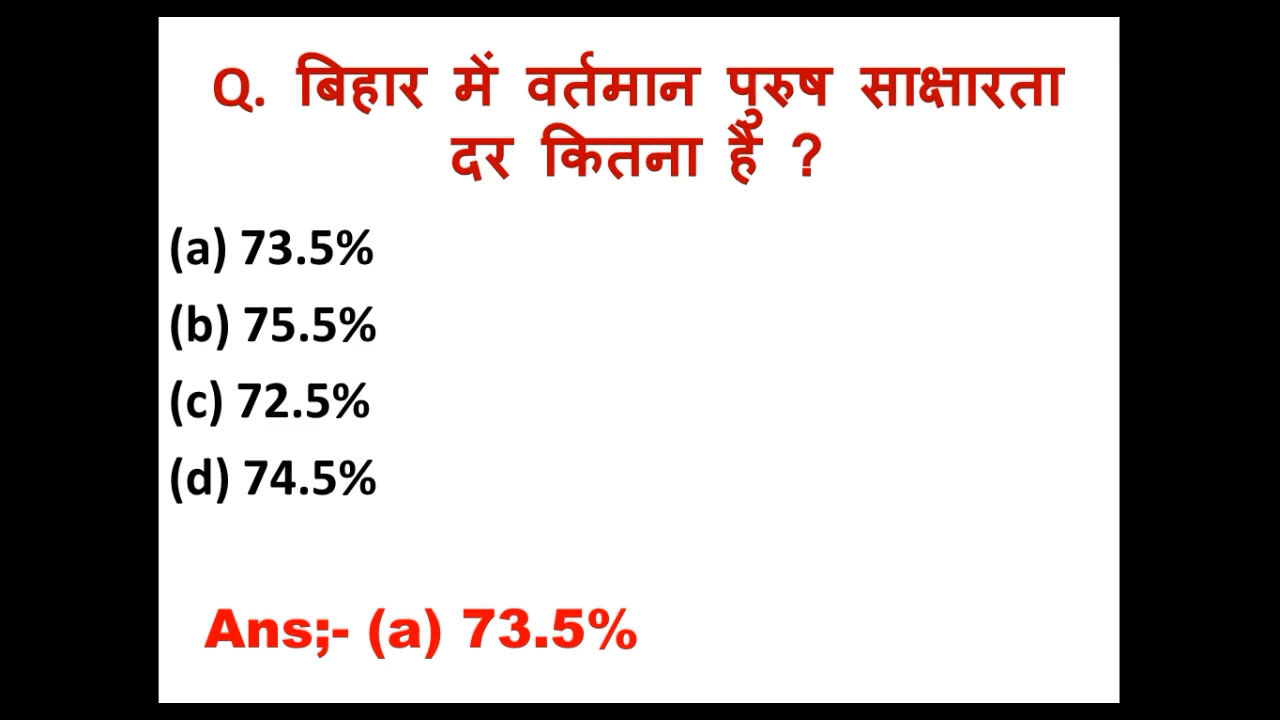 Q. बिहार में वर्तमान पुरुष साक्षारता
दर कितना हैं ?
(a) 73.5%
(b) 75.5%
(c) 72.5%
(d) 74.5%
Ans;- (a) 73.5%